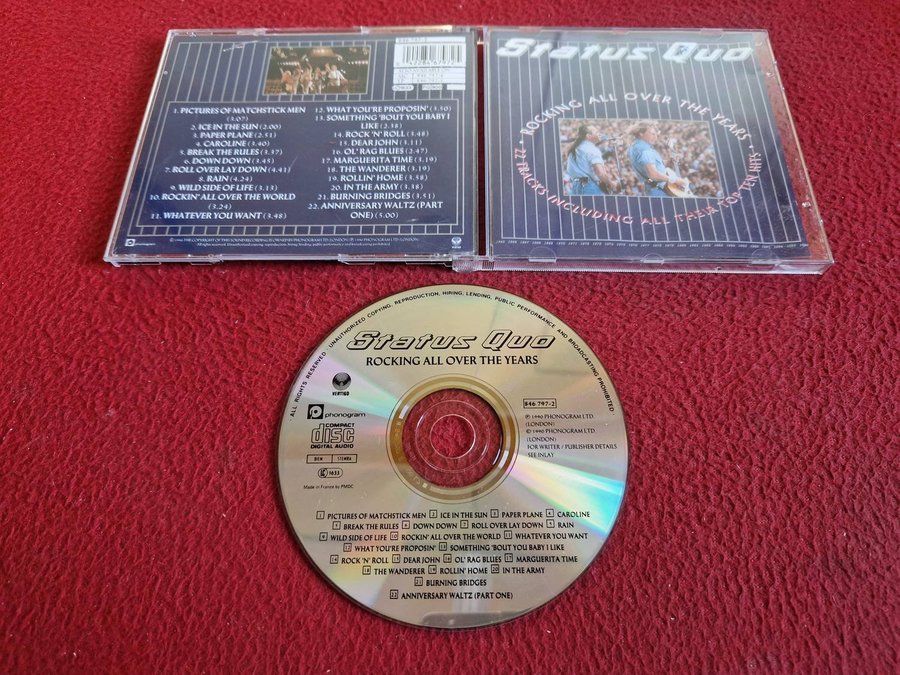 846 797-2
1. PICTURES OF MATCHSTICK MEN
(3.07)
2. ICE IN THE SUN (2.00)
3. PAPER PLANE (2.51)
4. CAROLINE (3.40)
5. BREAK THE RULES (3.37)
6. DOWN DOWN (3.45)
7. ROLL OVER LAY DOWN (4.41)
8. RAIN (4.24)
9. WILD SIDE OF LIFE (3.13)
10. ROCKIN' ALL OVER THE WORLD
(3.24)
11. WHATEVER YOU WANT (3.48)
12. WHAT YOU'RE PROPOSIN' (3.50)
13. SOMETHING 'BOUT YOU BABY I
LIKE (2.38)
14. ROCK 'N' ROLL (3.48)
15. DEAR JOHN (3.11)
16. OL' RAG BLUES (2.47)
17. MARGUERITA TIME (3.19)
18. THE WANDERER (3.19)
19. ROLLIN' HOME (3.58)
20. IN THE ARMY (3.38)
21. BURNING BRIDGES (3.51)
22. ANNIVERSARY WALTZ (PART
ONE) (5.00)
phonogram
Status Quo
• ROCKING ALL OVER THE YEARS •
22 TRACKS INCLUDING ALL THEIR TOP TEN HITS
ALL RIGHTS RESERVED. UNAUTHORIZED COPYING, REPRODUCTION, HIRING, LENDING, PUBLIC PERFORMANCE AND BROADCASTING PROHIBITED
Status Quo
ROCKING ALL OVER THE YEARS
VERTIGO
phonogram
COMPACT
disc
DIGITAL AUDIO
BIEM STEMRA
LC 1633
Made in France by PMDC
846 797-2
℗ 1990 PHONOGRAM LTD.
(LONDON)
© 1990 PHONOGRAM LTD
(LONDON)
FOR WRITER / PUBLISHER DETAILS
SEE INLAY
1 PICTURES OF MATCHSTICK MEN 2 ICE IN THE SUN 3 PAPER PLANE 4 CAROLINE
5 BREAK THE RULES 6 DOWN DOWN 7 ROLL OVER LAY DOWN 8 RAIN
9 WILD SIDE OF LIFE 10 ROCKIN' ALL OVER THE WORLD 11 WHATEVER YOU WANT
12 WHAT YOU'RE PROPOSIN' 13 SOMETHING 'BOUT YOU BABY I LIKE
14 ROCK 'N' ROLL 15 DEAR JOHN 16 OL' RAG BLUES 17 MARGUERITA TIME
18 THE WANDERER 19 ROLLIN' HOME 20 IN THE ARMY
21 BURNING BRIDGES
22 ANNIVERSARY WALTZ (PART ONE)